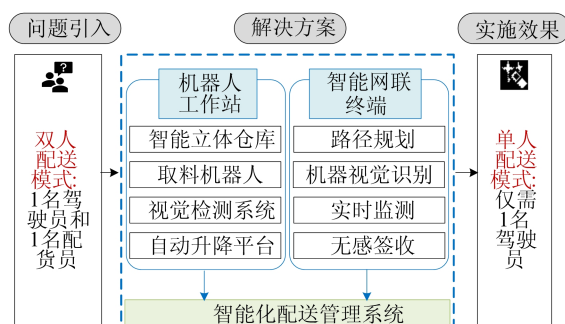 问题引入
解决方案
实施效果
双人
配送
模式:
1名驾
驶员和
1名配
货员
机器人
工作站
智能立体仓库
取料机器人
视觉检测系统
自动升降平台
智能网联
终端
路径规划
机器视觉识别
实时监测
无感签收
智能化配送管理系统
单人
配送
模式:
仅需
1名
驾驶
员